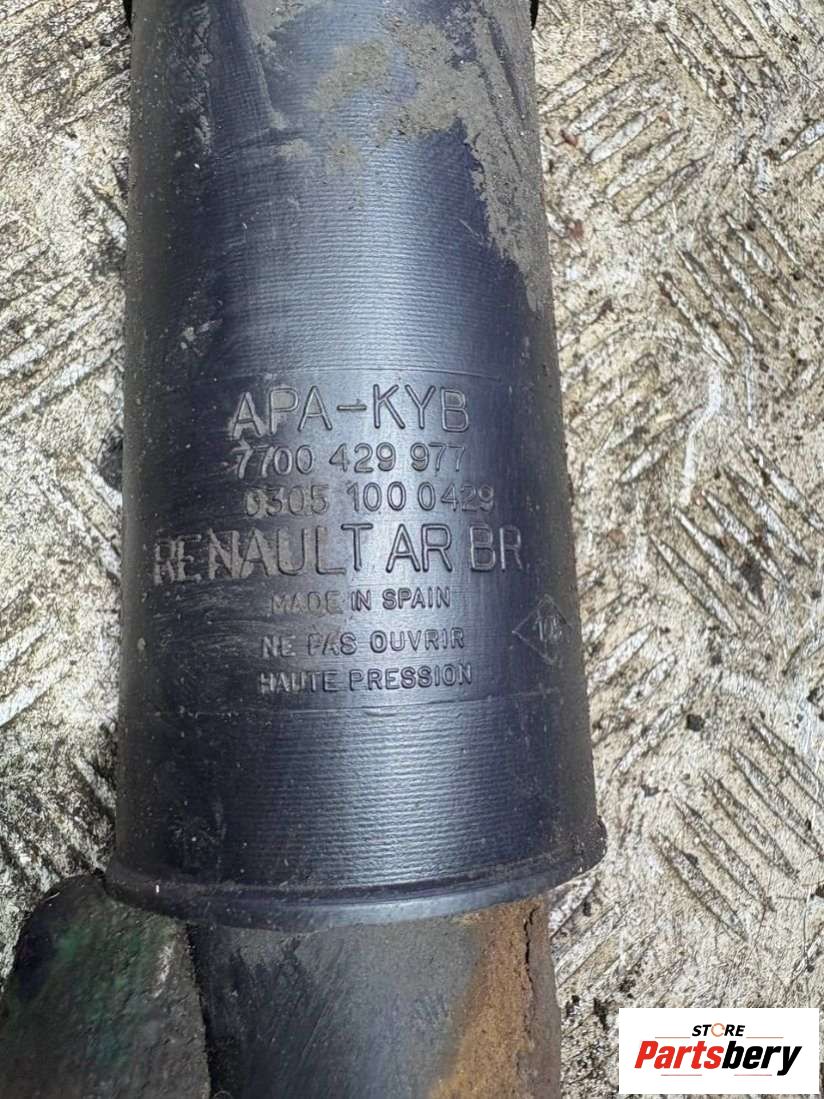 APA-KYB
7700 429 977
0305 100 0429
RENAULT AR BR.
MADE IN SPAIN
NE PAS OUVRIR
HAUTE PRESSION
STORE
Partsbery